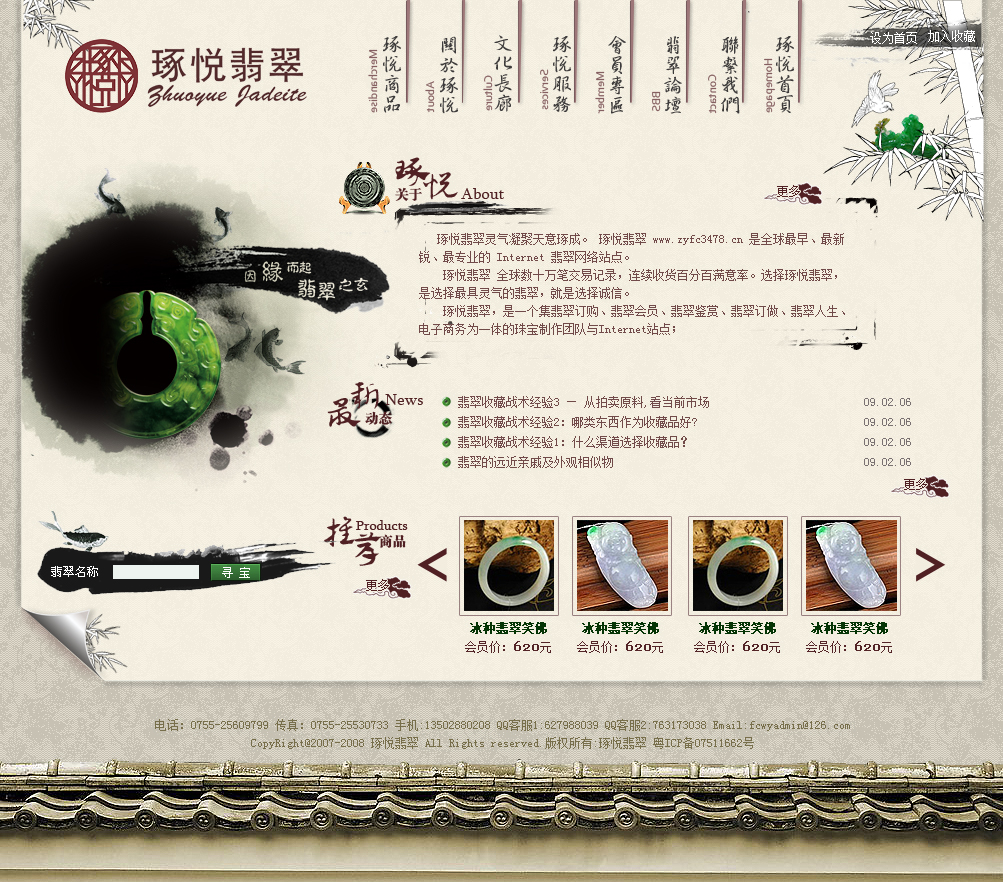 设为首页 加入收藏
琢悦翡翠
Zhuoyue Jadeite
琢悦商品
Merchandise
關於琢悦
About
文化長廊
Culture
琢悦服務
Services
會員專區
Member
翡翠論壇
BBS
聯繫我們
Contact
琢悦首頁
Homepage
因緣而起
翡翠之玄
琢悦
关于
About
更多
琢悦翡翠灵气凝聚天意琢成。 琢悦翡翠 www.zyfc3478.cn 是全球最早、最新
锐、最专业的 Internet 翡翠网络站点。
琢悦翡翠 全球数十万笔交易记录，连续收货百分百满意率。选择琢悦翡翠，
是选择最具灵气的翡翠，就是选择诚信。
琢悦翡翠，是一个集翡翠订购、翡翠会员、翡翠鉴赏、翡翠订做、翡翠人生、
电子商务为一体的珠宝制作团队与Internet站点；
最新
动态
News
翡翠收藏战术经验3 — 从拍卖原料,看当前市场 09.02.06
翡翠收藏战术经验2：哪类东西作为收藏品好? 09.02.06
翡翠收藏战术经验1：什么渠道选择收藏品? 09.02.06
翡翠的远近亲戚及外观相似物 09.02.06
更多
翡翠名称
寻 宝
推荐
Products
商品
更多
冰种翡翠笑佛 冰种翡翠笑佛 冰种翡翠笑佛 冰种翡翠笑佛
会员价：620元 会员价：620元 会员价：620元 会员价：620元
电话：0755-25609799 传真：0755-25530733 手机:13502880208 QQ客服1:627988039 QQ客服2:763173038 Email:fcwyadmin@126.com
CopyRight@2007-2008 琢悦翡翠 All Rights reserved 版权所有:琢悦翡翠 粤ICP备07511662号